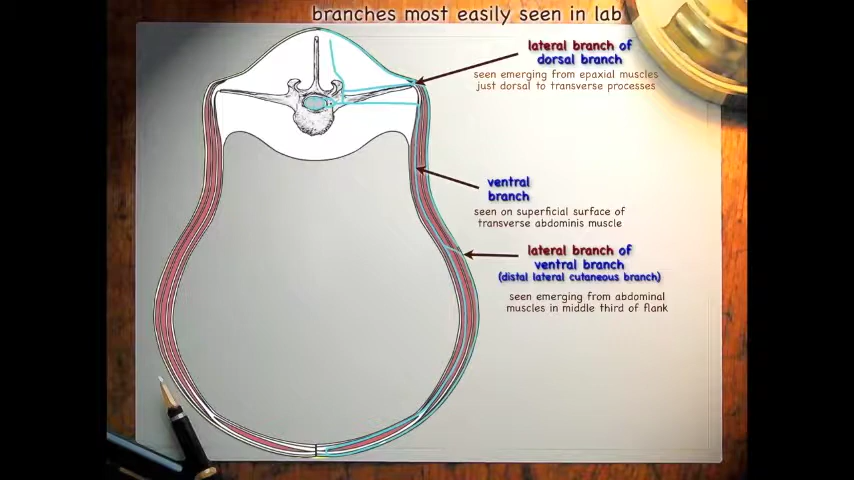 branches most easily seen in lab
lateral branch of
dorsal branch
seen emerging from epaxial muscles
just dorsal to transverse processes
ventral
branch
seen on superficial surface of
transverse abdominis muscle
lateral branch of
ventral branch
(distal lateral cutaneous branch)
seen emerging from abdominal
muscles in middle third of flank